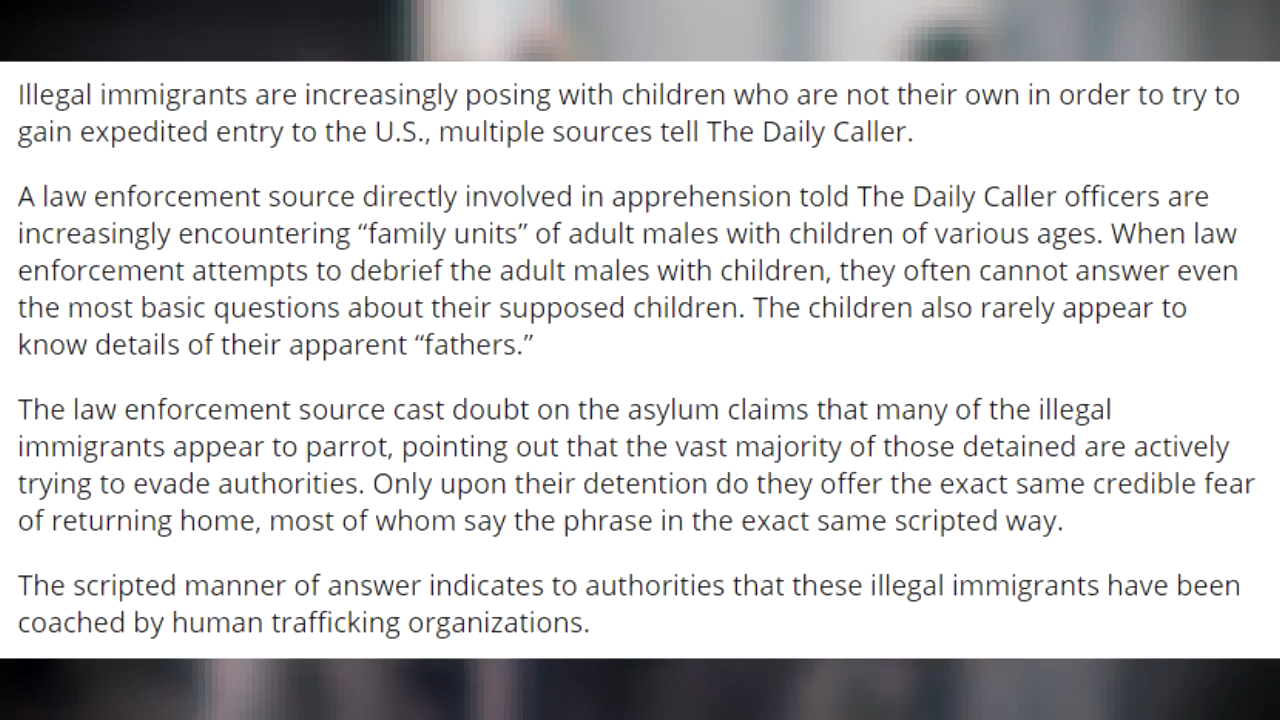 Illegal immigrants are increasingly posing with children who are not their own in order to try to
gain expedited entry to the U.S., multiple sources tell The Daily Caller.
A law enforcement source directly involved in apprehension told The Daily Caller officers are
increasingly encountering “family units” of adult males with children of various ages. When law
enforcement attempts to debrief the adult males with children, they often cannot answer even
the most basic questions about their supposed children. The children also rarely appear to
know details of their apparent “fathers.”
The law enforcement source cast doubt on the asylum claims that many of the illegal
immigrants appear to parrot, pointing out that the vast majority of those detained are actively
trying to evade authorities. Only upon their detention do they offer the exact same credible fear
of returning home, most of whom say the phrase in the exact same scripted way.
The scripted manner of answer indicates to authorities that these illegal immigrants have been
coached by human trafficking organizations.